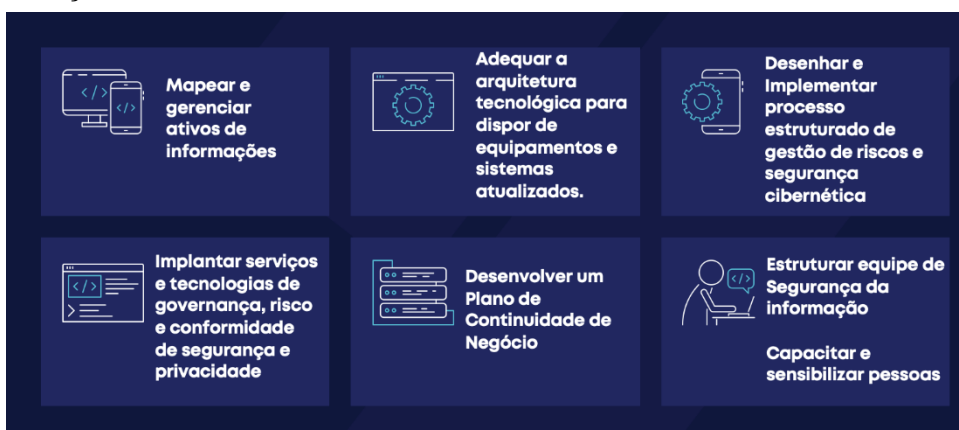 Mapear e
gerenciar
ativos de
informações
Adequar a
arquitetura
tecnológica para
dispor de
equipamentos e
sistemas
atualizados.
Desenhar e
Implementar
processo
estruturado de
gestão de riscos e
segurança
cibernética
Implantar serviços
e tecnologias de
governança, risco
e conformidade
de segurança e
privacidade
Desenvolver um
Plano de
Continuidade de
Negócio
Estruturar equipe de
Segurança da
informação
Capacitar e
sensibilizar pessoas